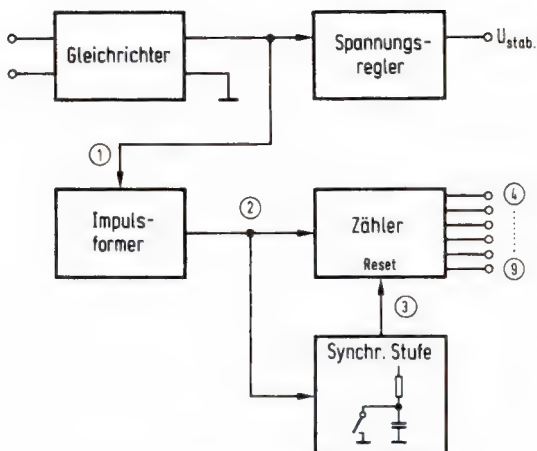 Gleichrichter
Spannungs-
regler
U stab.
1
Impuls-
former
2
Zähler
Reset
4
9
3
Synchr. Stufe